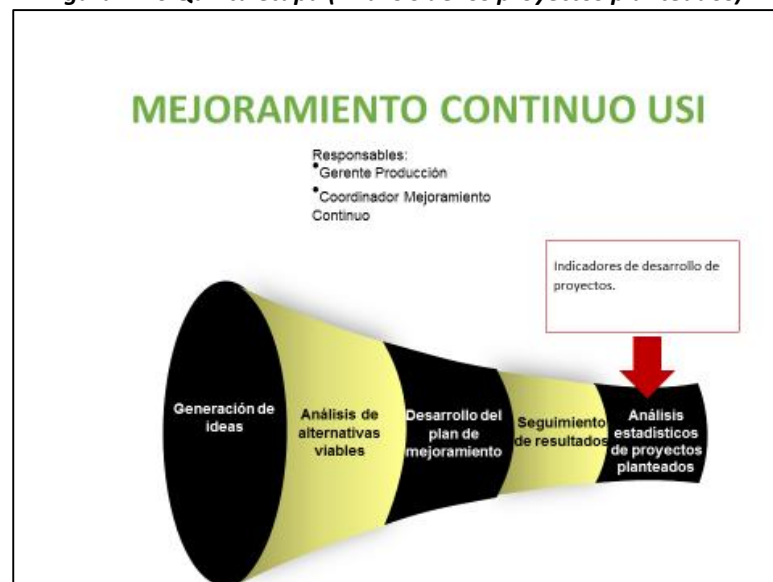 MEJORAMIENTO CONTINUO USI
Responsables:
•Gerente Producción
•Coordinador Mejoramiento
Continuo
Indicadores de desarrollo de
proyectos.
Generación de
ideas
Análisis de
alternativas
viables
Desarrollo del
plan de
mejoramiento
Seguimiento
de resultados
Análisis
estadísticos
de proyectos
planteados